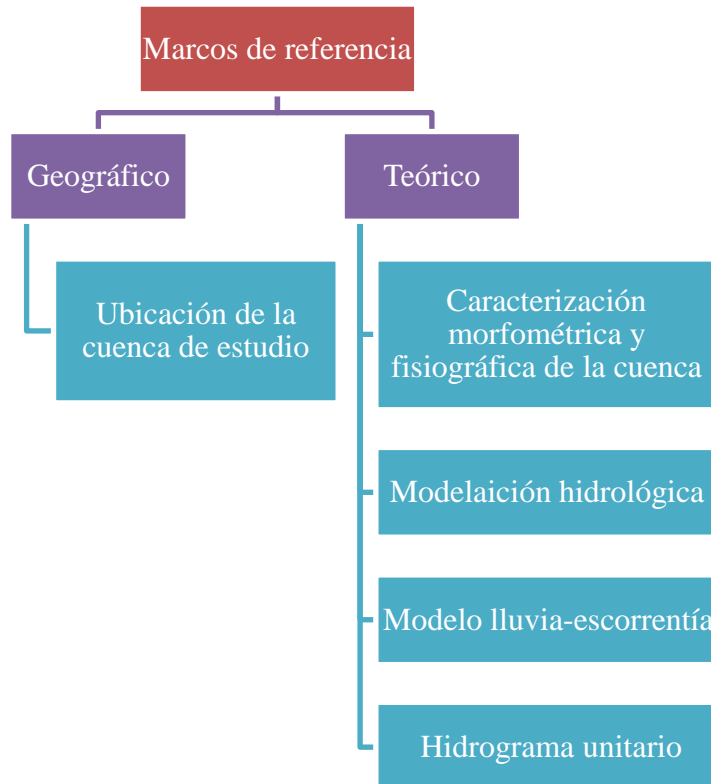 Marcos de referencia
Geográfico
Teórico
Ubicación de la
cuenca de estudio
Caracterización
morfométrica y
fisiográfica de la cuenca
Modelaición hidrológica
Modelo lluvia-escorrentía
Hidrograma unitario